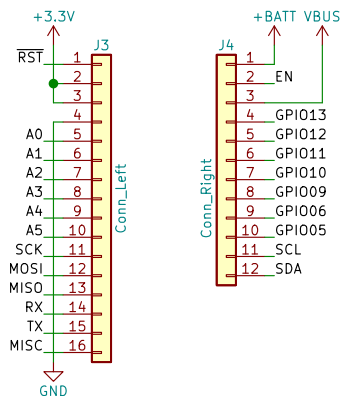 +3.3V
+BATT VBUS
J3
J4
RST
1
2
3
4
A0 5
A1 6
A2 7
A3 8
A4 9
A5 10
SCK 11
MOSI 12
MISO 13
RX 14
TX 15
MISC 16
Conn_Left
GND
1
2 EN
3
4 GPIO13
5 GPIO12
6 GPIO11
7 GPIO10
8 GPIO09
9 GPIO06
10 GPIO05
11 SCL
12 SDA
Conn_Right